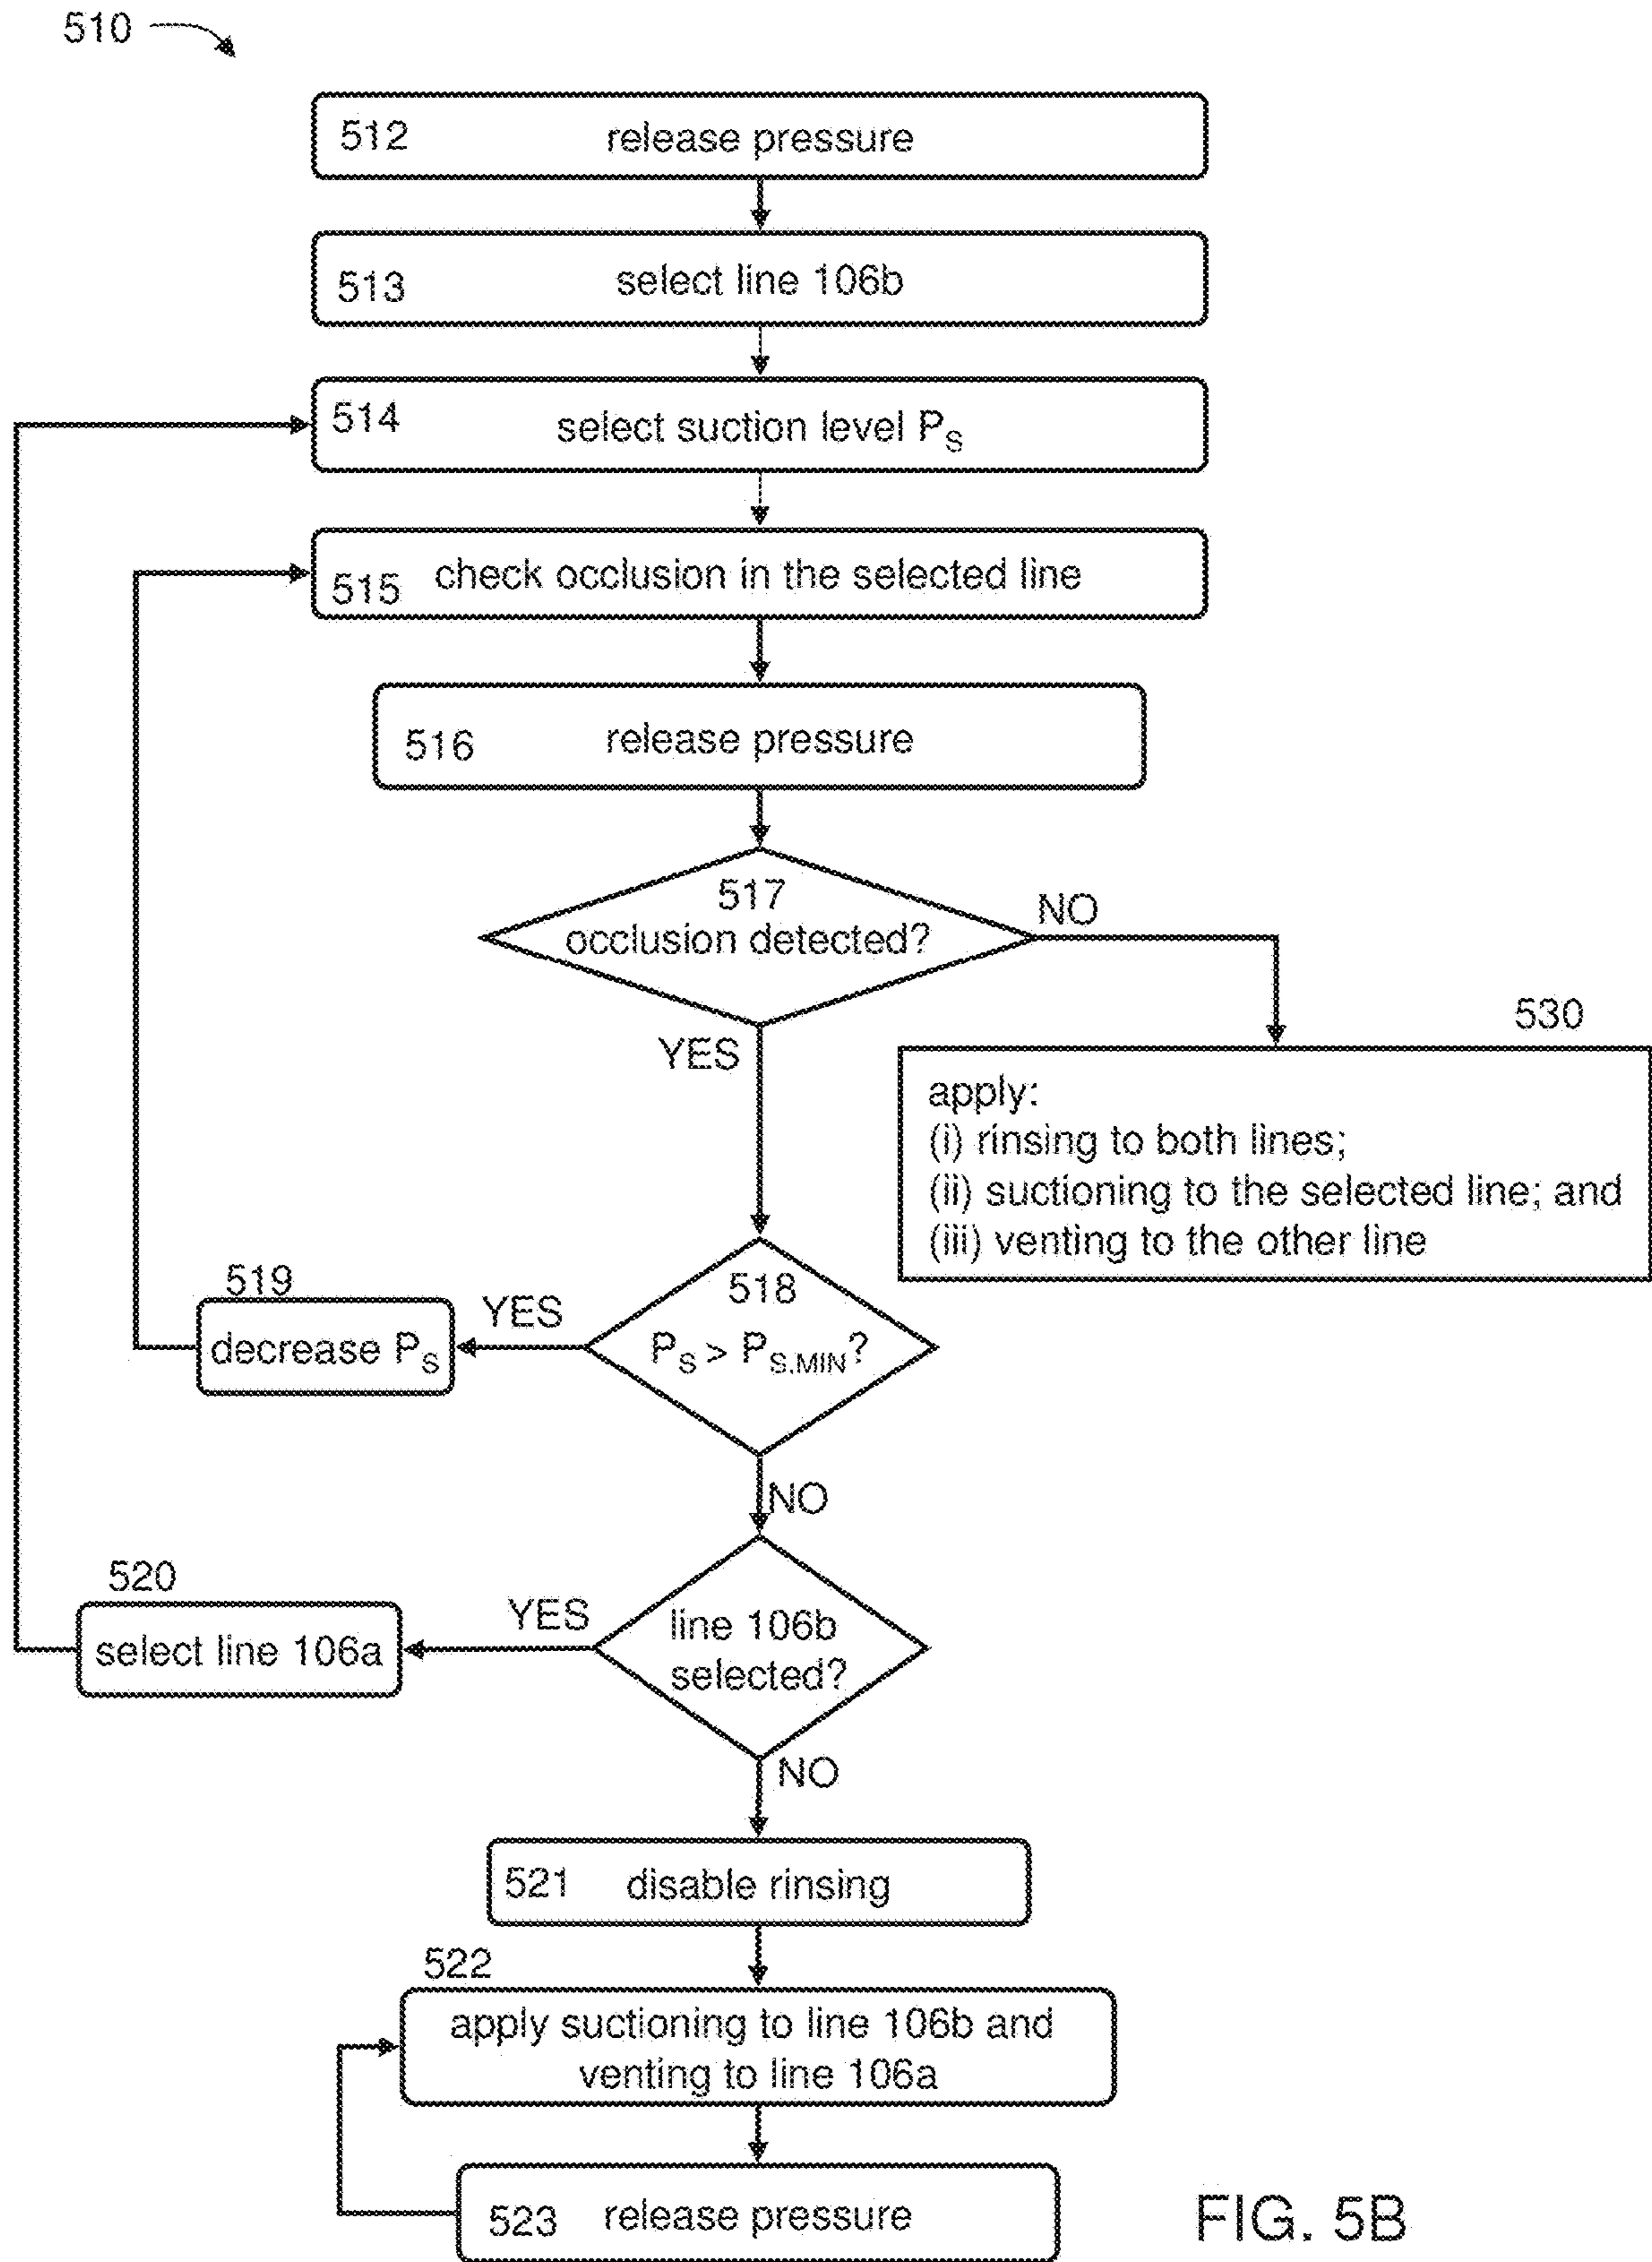 510
512 release pressure
513 select line 106b
514 select suction level P_S
515 check occlusion in the selected line
516 release pressure
517
occlusion detected?
NO
YES
530
apply:
(i) rinsing to both lines;
(ii) suctioning to the selected line; and
(iii) venting to the other line
518
P_S > P_S.MIN?
YES
519
decrease P_S
NO
line 106b
selected?
YES
520
select line 106a
NO
521 disable rinsing
522
apply suctioning to line 106b and
venting to line 106a
523 release pressure
FIG. 5B